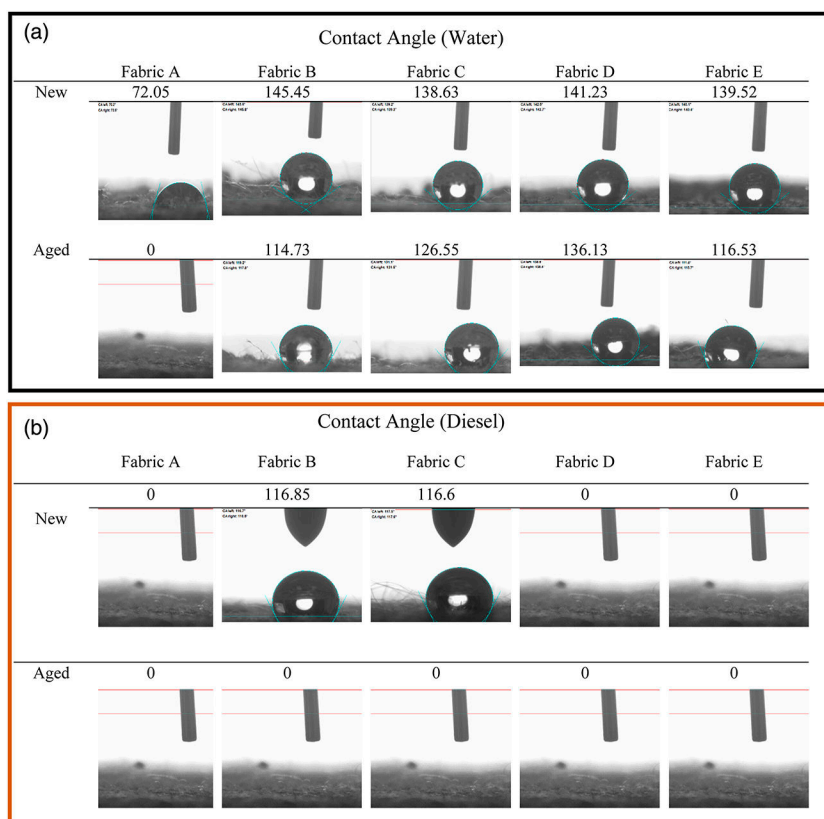 (a)
Contact Angle (Water)
Fabric A Fabric B Fabric C Fabric D Fabric E
New 72.05 145.45 138.63 141.23 139.52
Aged 0 114.73 126.55 136.13 116.53
(b)
Contact Angle (Diesel)
Fabric A Fabric B Fabric C Fabric D Fabric E
0 116.85 116.6 0 0
New
Aged 0 0 0 0 0